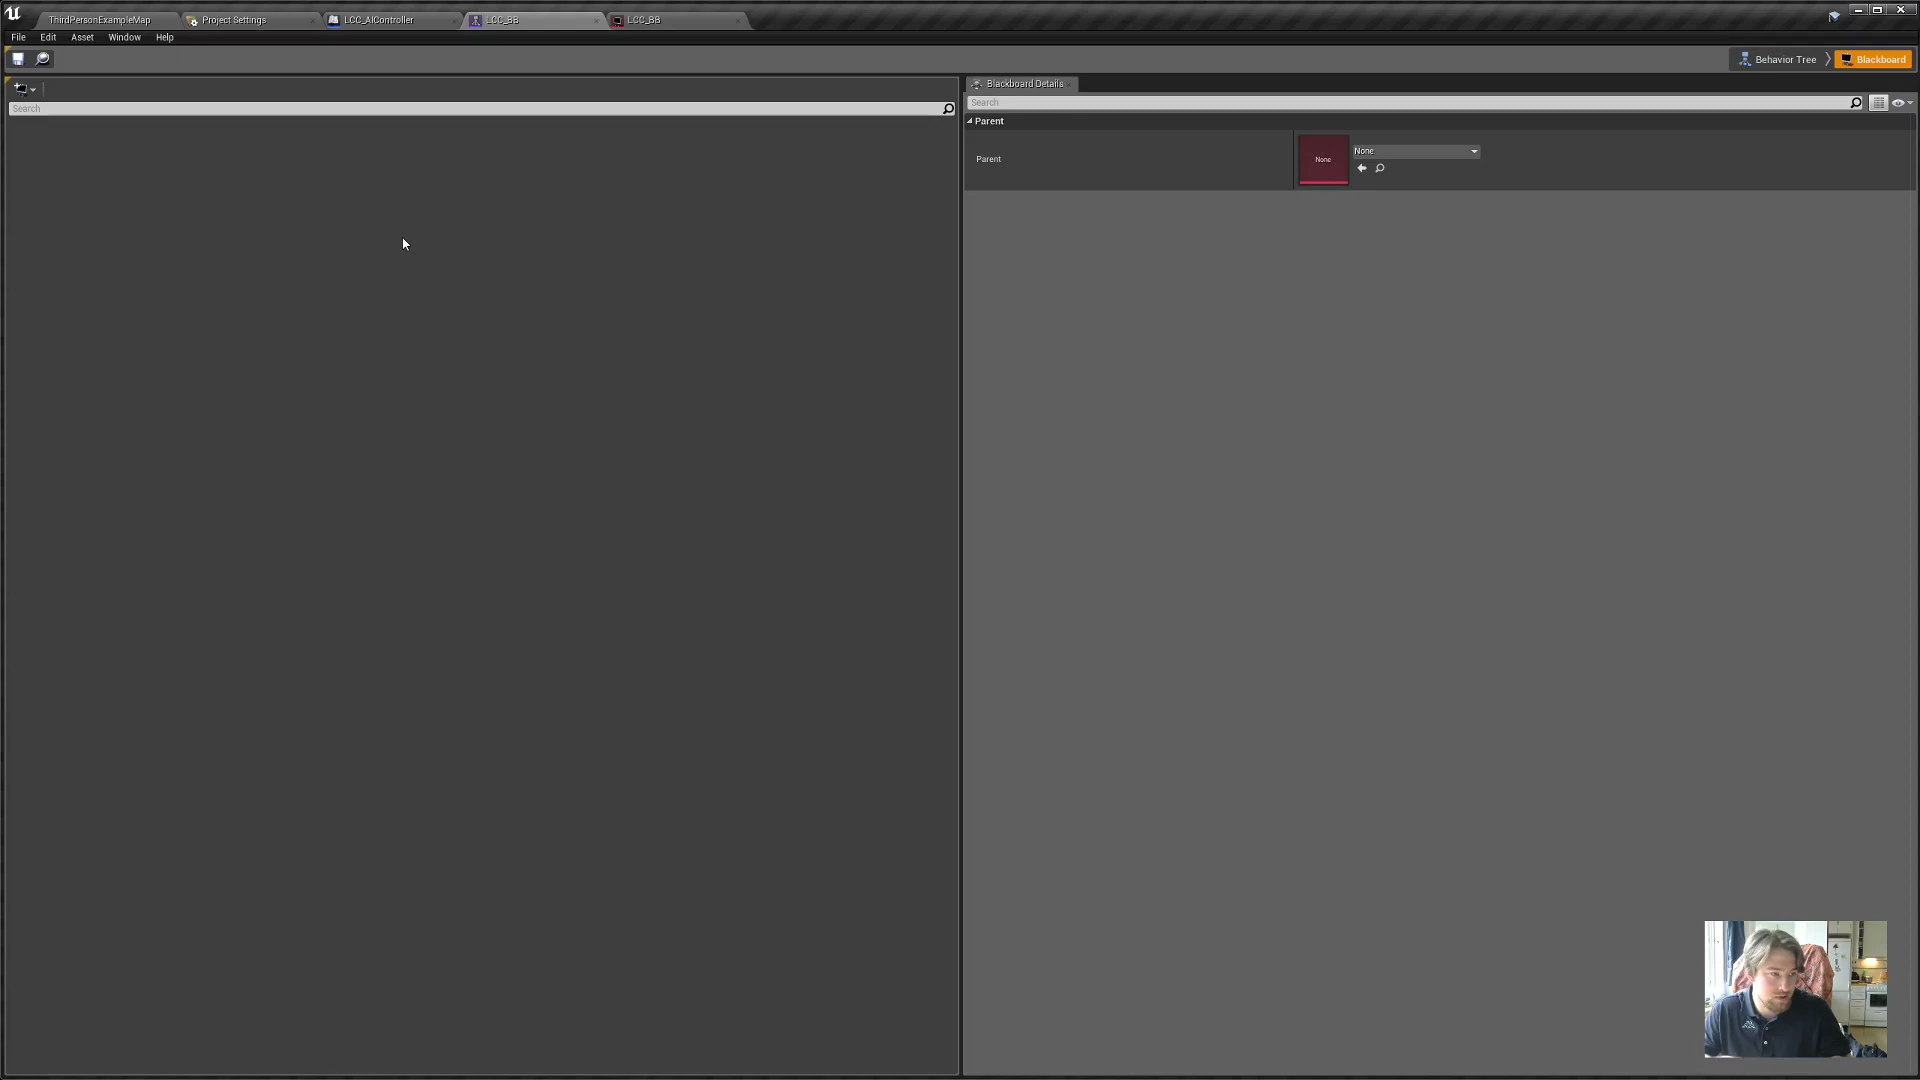 ThirdPersonExampleMap
Project Settings
LCC_AIController
LCC_BB
LCC_BB
File
Edit
Asset
Window
Help
Behavior Tree
Blackboard
Search
Blackboard Details
Search
Parent
Parent
None
None